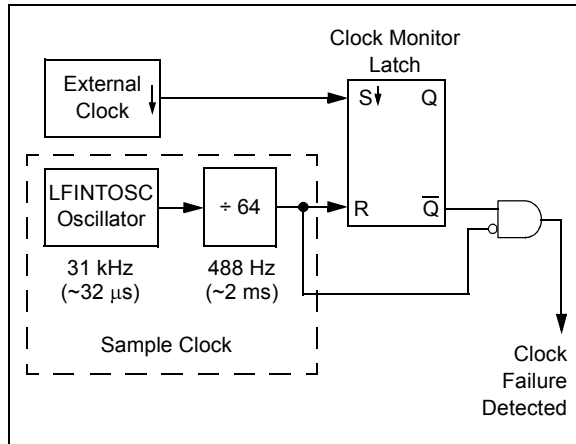 Clock Monitor
Latch
External
Clock
S
Q
LFINTOSC
Oscillator
÷ 64
R
Q̅
31 kHz
(~32 μs)
488 Hz
(~2 ms)
Sample Clock
Clock
Failure
Detected